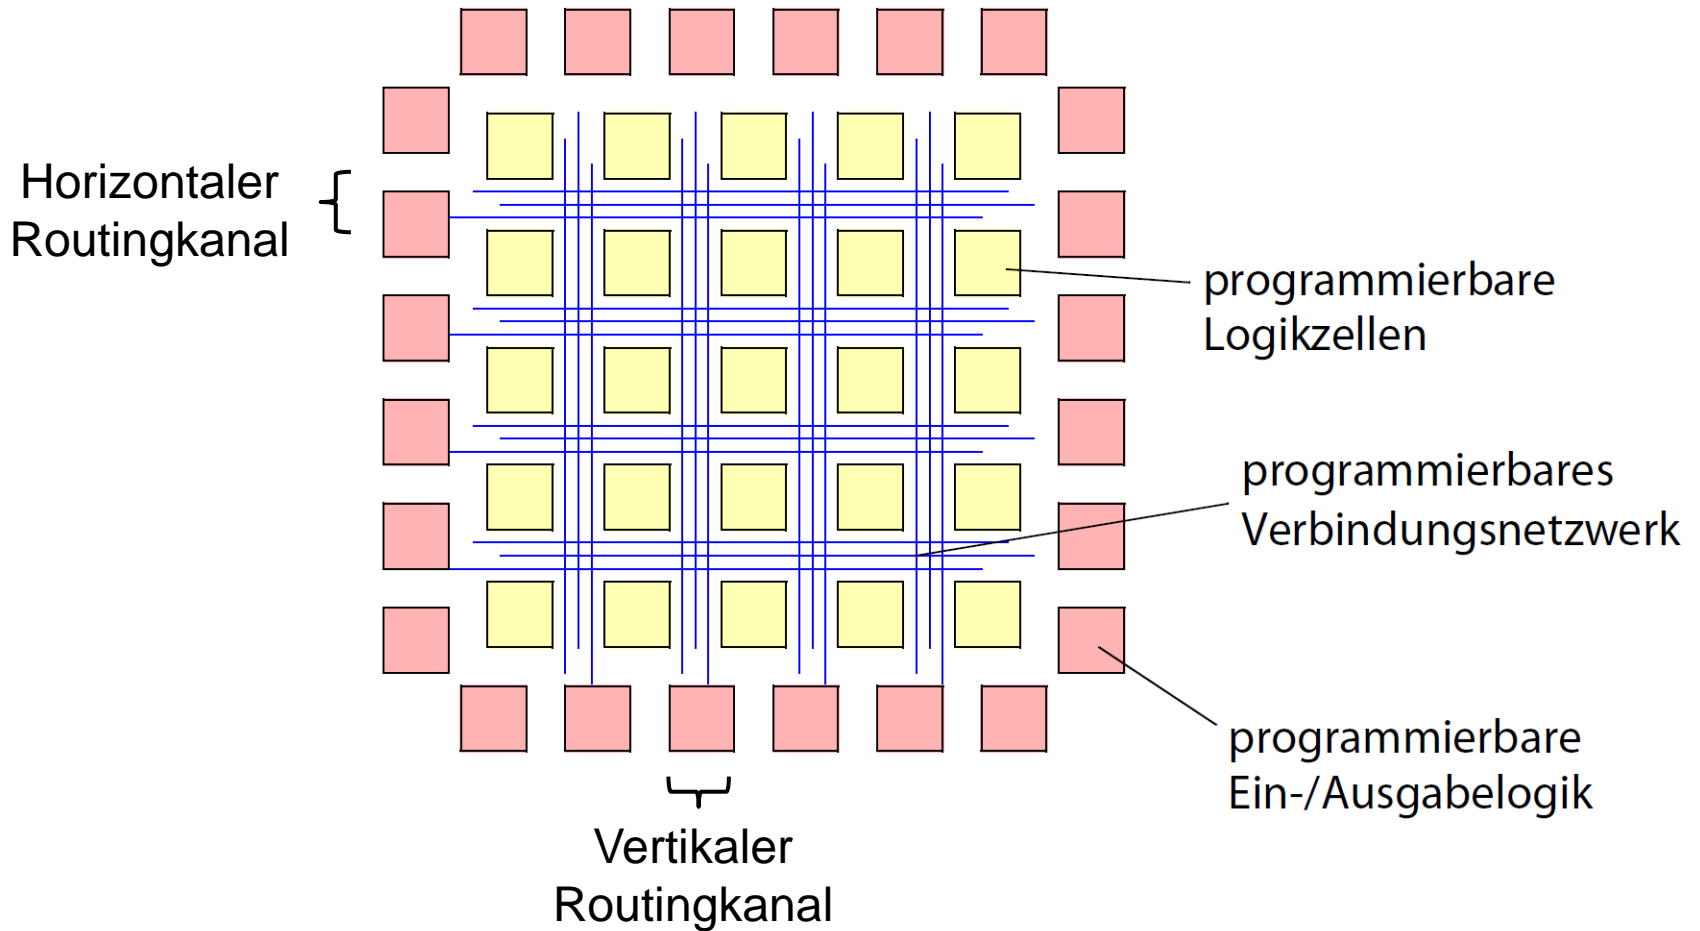 Horizontaler
Routingkanal
programmierbare
Logikzellen
programmierbares
Verbindungsnetzwerk
programmierbare
Ein-/Ausgabelogik
Vertikaler
Routingkanal